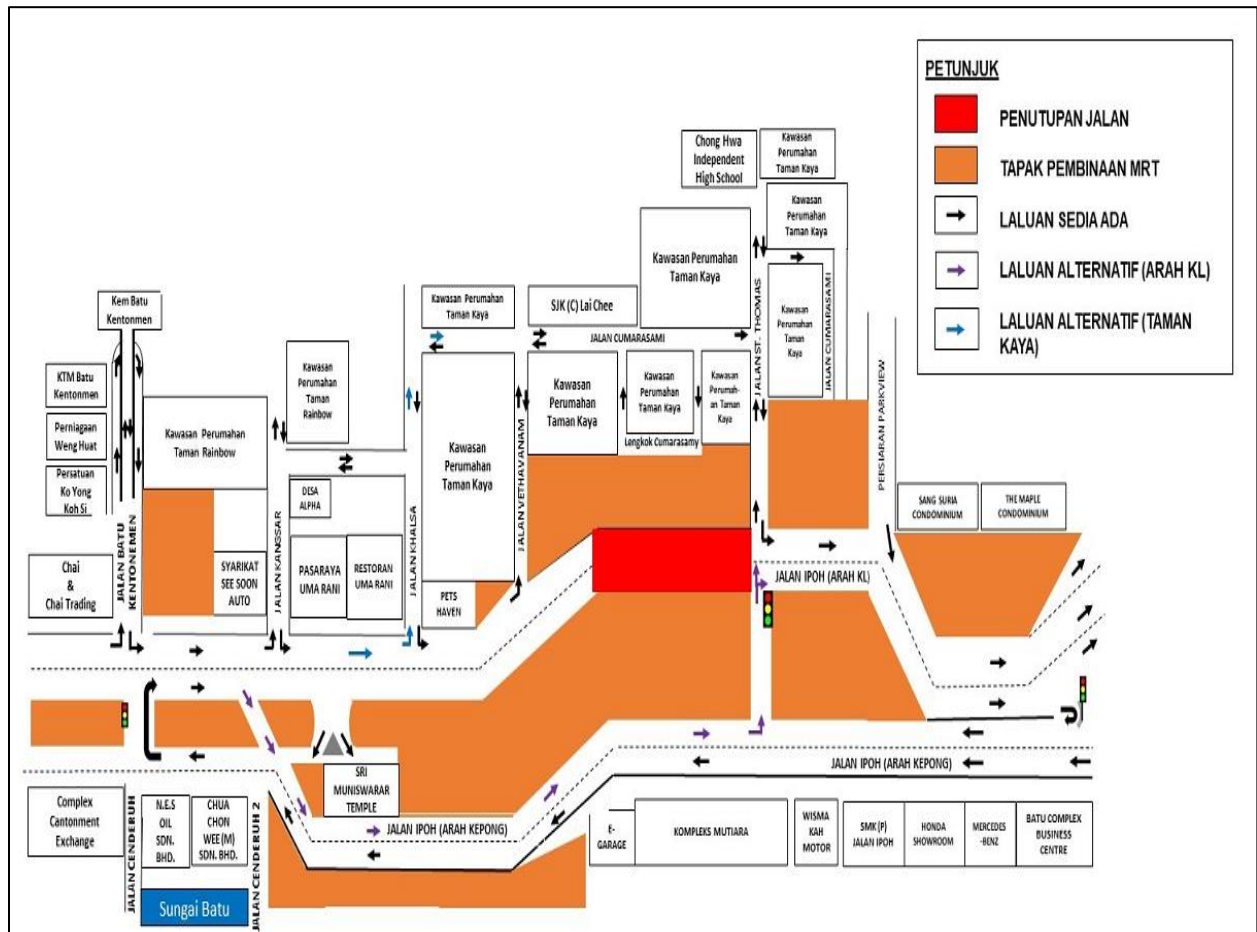 PETUNJUK
PENUTUPAN JALAN
TAPAK PEMBINAAN MRT
LALUAN SEDIA ADA
LALUAN ALTERNATIF (ARAH KL)
LALUAN ALTERNATIF (TAMAN
KAYA)
Chong Hwa
Independent
High School
Kawasan
Perumahan
Taman Kaya
Kawasan
Perumahan
Taman Kaya
Kawasan Perumahan
Taman Kaya
Kawasan
Perumahan
Taman
Kaya
JALAN ST. THOMAS
JALAN CUMARASAMI
PERSIARAN PARKVIEW
Kem Batu
Kentonmen
Kawasan Perumahan
Taman Kaya
SJK (C) Lai Chee
JALAN CUMARASAMI
KTM Batu
Kentonmen
Perniagaan
Weng Huat
Persatuan
Ko Yong
Koh Si
Kawasan Perumahan
Taman Rainbow
Kawasan
Perumahan
Taman
Rainbow
Kawasan
Perumahan
Taman Kaya
Kawasan
Perumahan
Taman Kaya
Kawasan
Perumahan
Taman Kaya
Kawasan
Perumah-
an Taman
Kaya
Lengkok Cumarasamy
JALAN VETHAVANAM
SANG SURIA
CONDOMINIUM
THE MAPLE
CONDOMINIUM
Chai
&
Chai Trading
JALAN BATU
KENTONEMEN
SYARIKAT
SEE SOON
AUTO
JALAN KANGSAR
DESA
ALPHA
PASARAYA
UMA RANI
RESTORAN
UMA RANI
JALAN KHALSA
PETS
HAVEN
JALAN IPOH (ARAH KL)
SRI
MUNISWARAR
TEMPLE
JALAN IPOH (ARAH KEPONG)
JALAN IPOH (ARAH KEPONG)
Complex
Cantonment
Exchange
JALAN CENDERUH
N.E.S
OIL
SDN.
BHD.
CHUA
CHON
WEE (M)
SDN. BHD.
JALAN CENDERUH 2
Sungai Batu
E-
GARAGE
KOMPLEKS MUTIARA
WISMA
KAH
MOTOR
SMK (P)
JALAN IPOH
HONDA
SHOWROOM
MERCEDES
-BENZ
BATU COMPLEX
BUSINESS
CENTRE